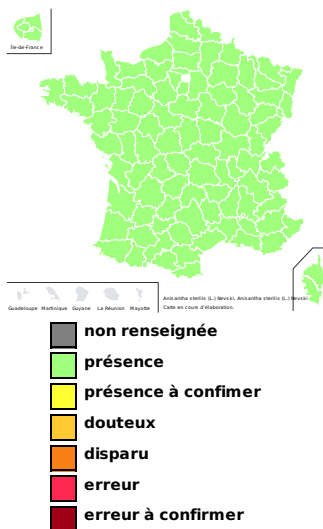 Île-de-France
Guadeloupe Martinique Guyane La Réunion Mayotte
Anisantha sterilis (L.) Nevski, Anisantha sterilis (L.) Nevski
Carte en cours d'élaboration.
non renseignée
présence
présence à confimer
douteux
disparu
erreur
erreur à confirmer